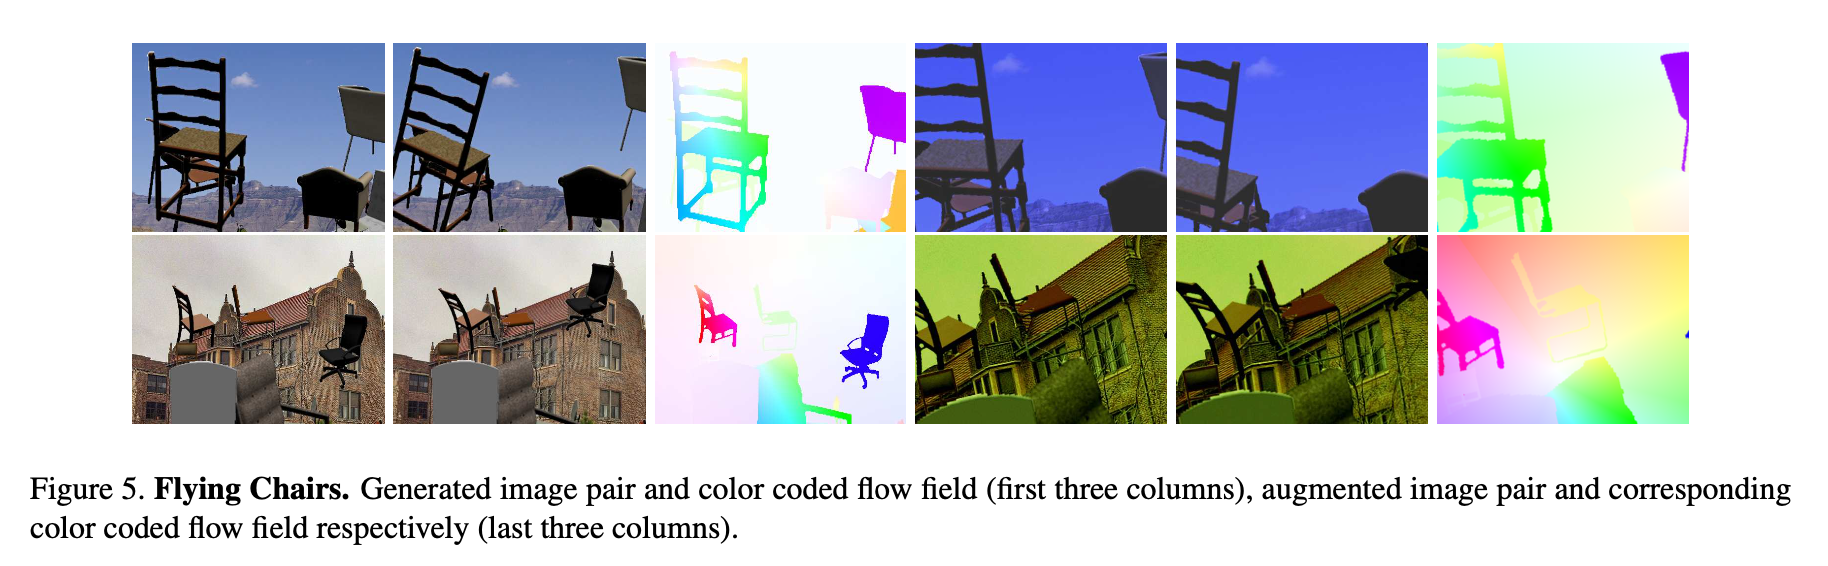 Figure 5. Flying Chairs. Generated image pair and color coded flow field (first three columns), augmented image pair and corresponding
color coded flow field respectively (last three columns).